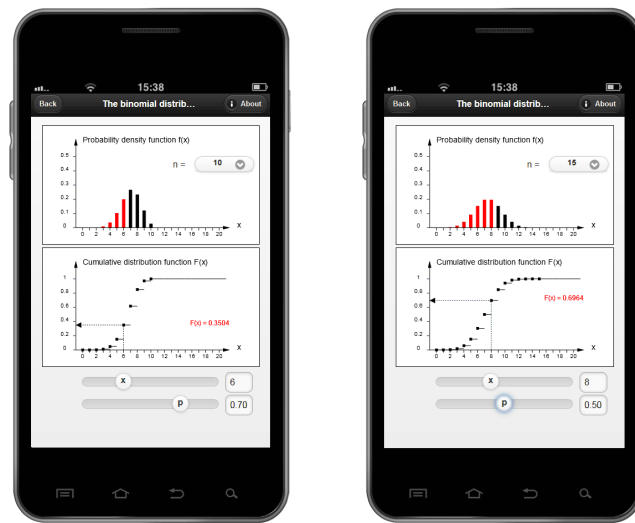 15:38
Back The binomial distrib... i About
Probability density function f(x)
n = 10
0.5
0.4
0.3
0.2
0.1
0
0 2 4 6 8 10 12 14 16 18 20 x
Cumulative distribution function F(x)
1
0.8
0.6
0.4
0.2
0
F(x) = 0.3504
0 2 4 6 8 10 12 14 16 18 20 x
x 6
p 0.70
15:38
Back The binomial distrib... i About
Probability density function f(x)
n = 15
0.5
0.4
0.3
0.2
0.1
0
0 2 4 6 8 10 12 14 16 18 20 x
Cumulative distribution function F(x)
1
0.8
0.6
0.4
0.2
0
F(x) = 0.6964
0 2 4 6 8 10 12 14 16 18 20 x
x 8
p 0.50